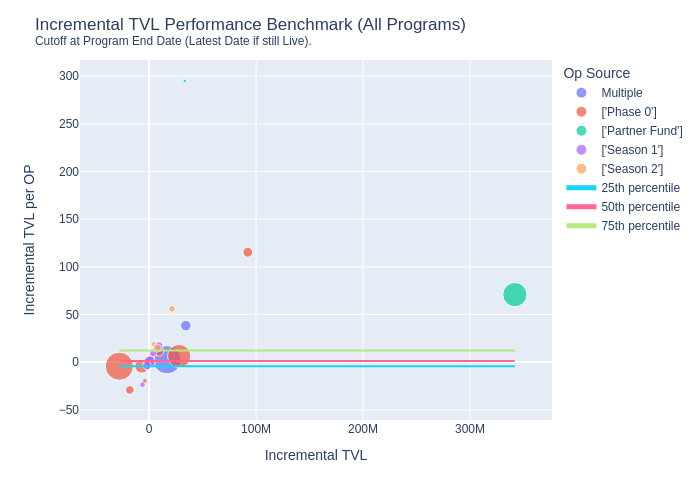 Incremental TVL Performance Benchmark (All Programs)
Cutoff at Program End Date (Latest Date if still Live).
300
250
200
150
100
50
0
−50
Incremental TVL per OP
0
100M
200M
300M
Incremental TVL
Op Source
Multiple
['Phase 0']
['Partner Fund']
['Season 1']
['Season 2']
25th percentile
50th percentile
75th percentile